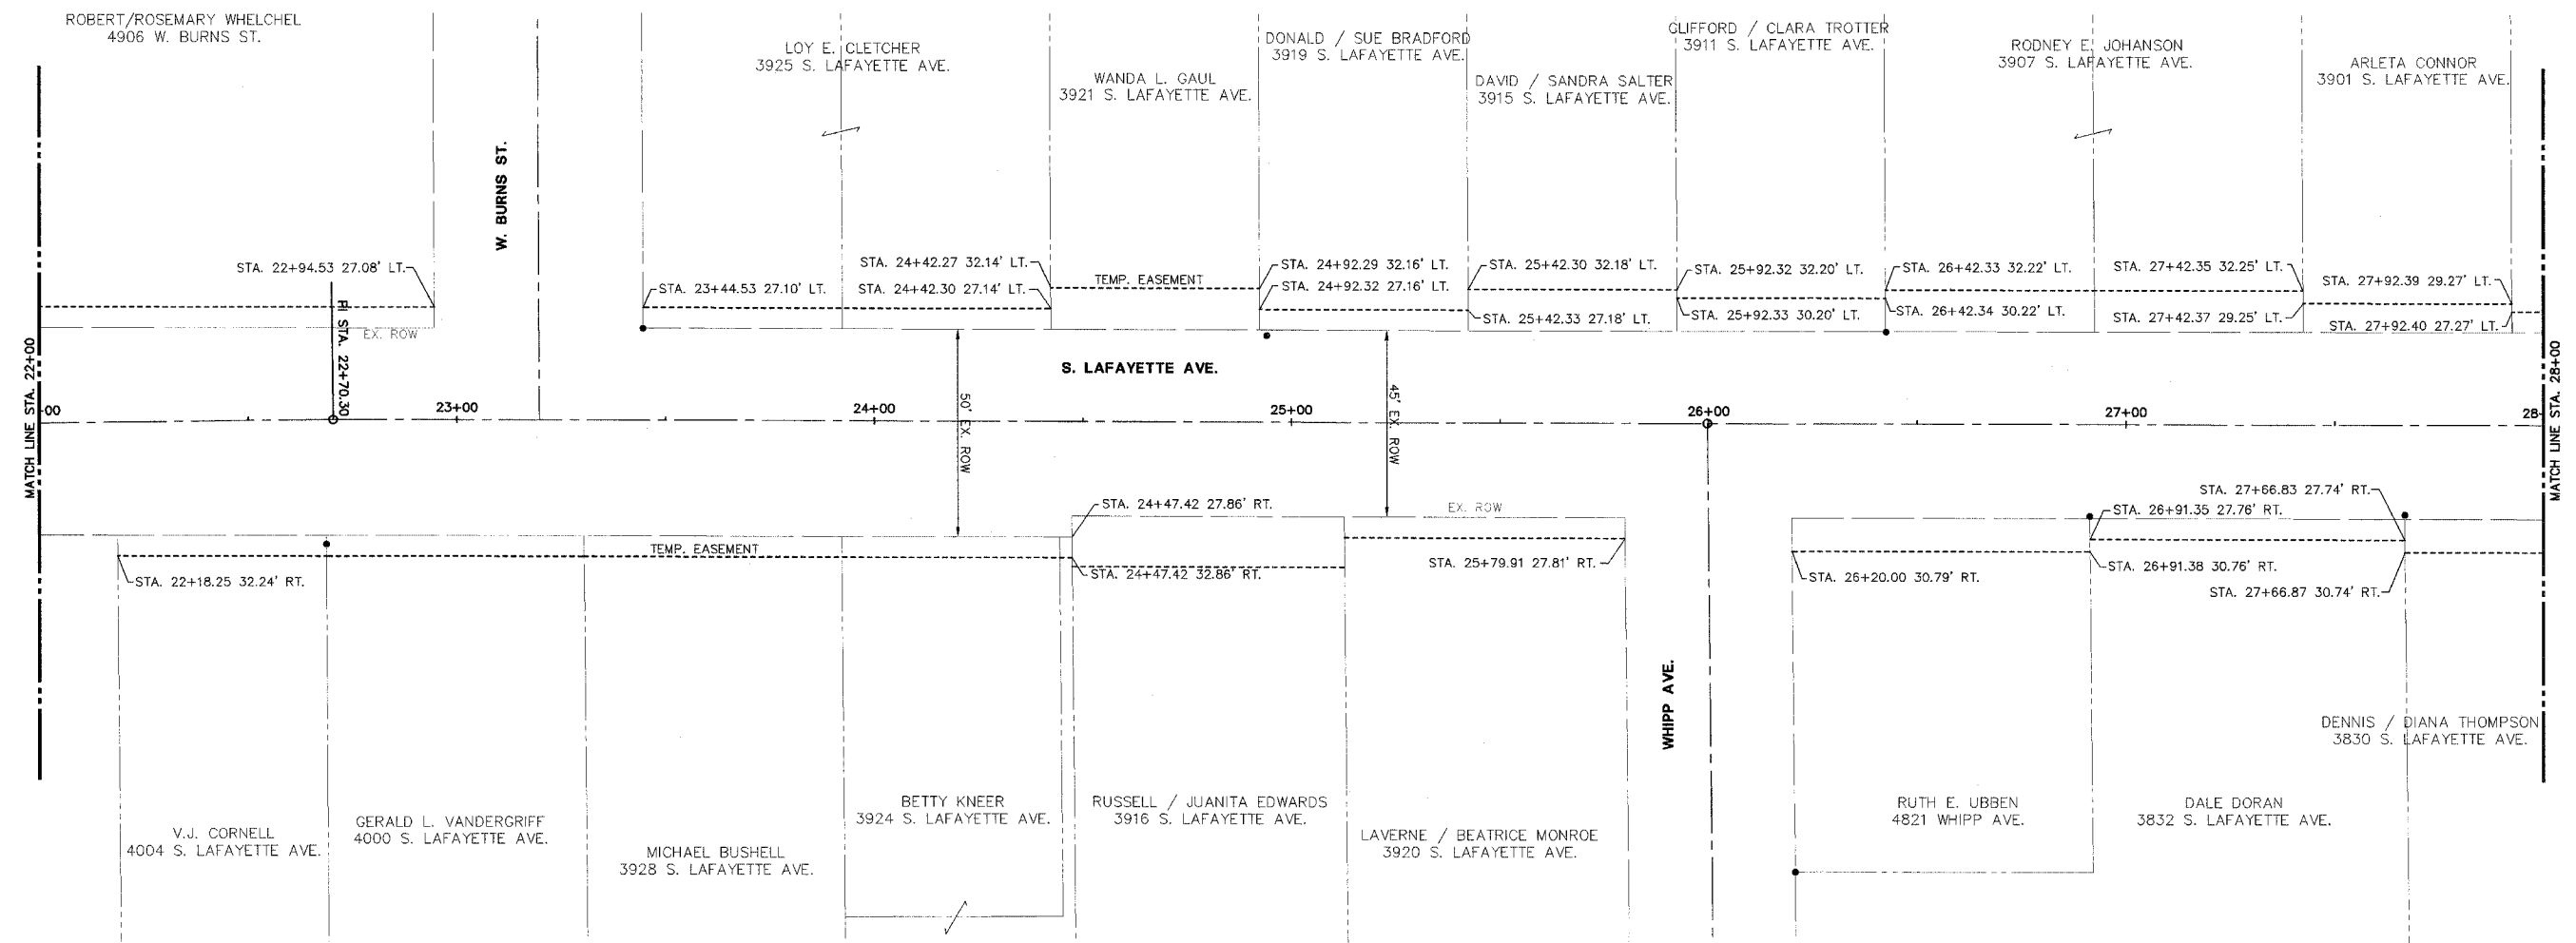 ROBERT/ROSEMARY WHELCHEL
4906 W. BURNS ST.
LOY E. CLETCHER
3925 S. LAFAYETTE AVE.
WANDA L. GAUL
3921 S. LAFAYETTE AVE.
DONALD / SUE BRADFORD
3919 S. LAFAYETTE AVE.
DAVID / SANDRA SALTER
3915 S. LAFAYETTE AVE.
CLIFFORD / CLARA TROTTER
3911 S. LAFAYETTE AVE.
RODNEY E. JOHANSON
3907 S. LAFAYETTE AVE.
ARLETA CONNOR
3901 S. LAFAYETTE AVE.
W. BURNS ST.
STA. 22+94.53 27.08' LT.
STA. 23+44.53 27.10' LT.
STA. 24+42.27 32.14' LT.
STA. 24+42.30 27.14' LT.
TEMP. EASEMENT
STA. 24+92.29 32.16' LT.
STA. 24+92.32 27.16' LT.
STA. 25+42.30 32.18' LT.
STA. 25+42.33 27.18' LT.
STA. 25+92.32 32.20' LT.
STA. 25+92.33 30.20' LT.
STA. 26+42.33 32.22' LT.
STA. 26+42.34 30.22' LT.
STA. 27+42.35 32.25' LT.
STA. 27+42.37 29.25' LT.
STA. 27+92.39 29.27' LT.
STA. 27+92.40 27.27' LT.
PI STA. 22+70.30
EX. ROW
S. LAFAYETTE AVE.
MATCH LINE STA. 22+00
00
23+00
24+00
50' EX. ROW
25+00
45' EX. ROW
26+00
27+00
28
MATCH LINE STA. 28+00
STA. 24+47.42 27.86' RT.
EX. ROW
STA. 27+66.83 27.74' RT.
STA. 26+91.35 27.76' RT.
TEMP. EASEMENT
STA. 22+18.25 32.24' RT.
STA. 24+47.42 32.86' RT.
STA. 25+79.91 27.81' RT.
STA. 26+20.00 30.79' RT.
STA. 26+91.38 30.76' RT.
STA. 27+66.87 30.74' RT.
WHIPP AVE.
DENNIS / DIANA THOMPSON
3830 S. LAFAYETTE AVE.
V.J. CORNELL
4004 S. LAFAYETTE AVE.
GERALD L. VANDERGRIFF
4000 S. LAFAYETTE AVE.
MICHAEL BUSHELL
3928 S. LAFAYETTE AVE.
BETTY KNEER
3924 S. LAFAYETTE AVE.
RUSSELL / JUANITA EDWARDS
3916 S. LAFAYETTE AVE.
LAVERNE / BEATRICE MONROE
3920 S. LAFAYETTE AVE.
RUTH E. UBBEN
4821 WHIPP AVE.
DALE DORAN
3832 S. LAFAYETTE AVE.